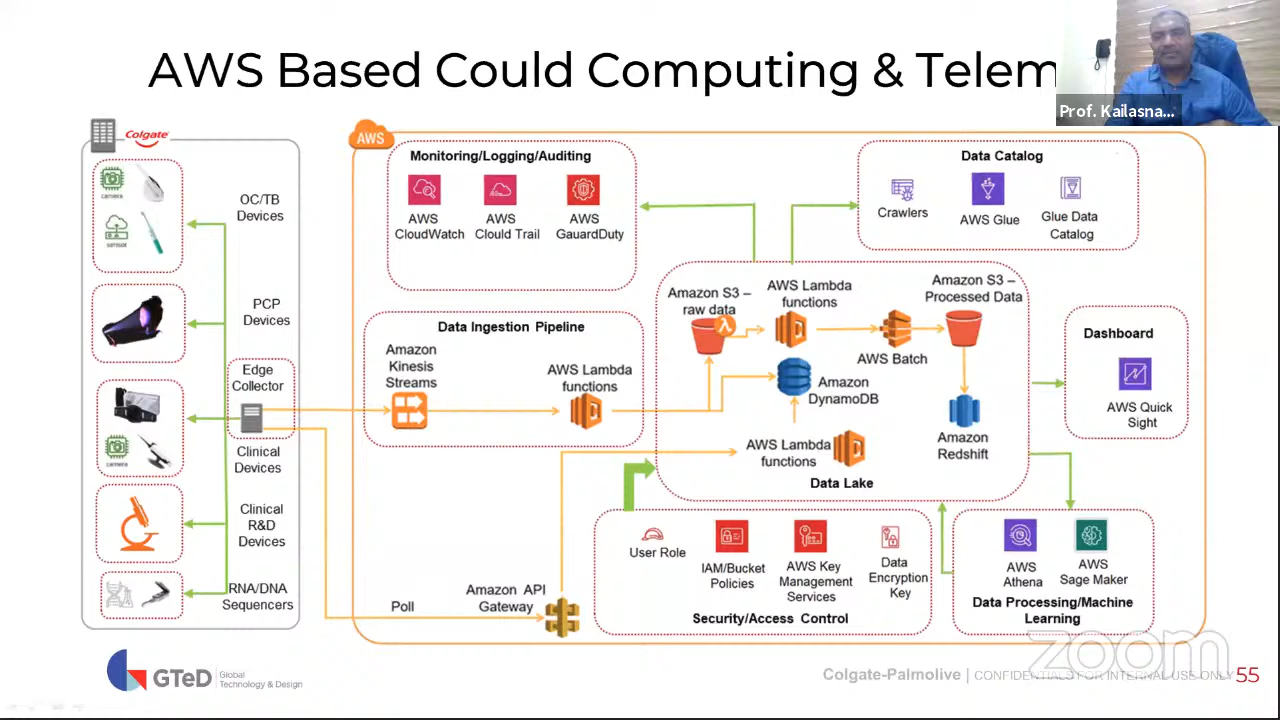 AWS Based Could Computing & Telem
Prof. Kailasna...
Colgate
camera
sensor
OC/TB
Devices
PCP
Devices
Edge
Collector
camera
Clinical
Devices
Clinical
R&D
Devices
RNA/DNA
Sequencers
AWS
Monitoring/Logging/Auditing
AWS
CloudWatch
AWS
Clould Trail
AWS
GauardDuty
Data Catalog
Crawlers
AWS Glue
Glue Data
Catalog
Data Ingestion Pipeline
Amazon
Kinesis
Streams
AWS Lambda
functions
Amazon S3 –
raw data
AWS Lambda
functions
Amazon S3 –
Processed Data
AWS Batch
Amazon
DynamoDB
AWS Lambda
functions
Amazon
Redshift
Data Lake
Dashboard
AWS Quick
Sight
User Role
IAM/Bucket
Policies
AWS Key
Management
Services
Data
Encryption
Key
Security/Access Control
AWS
Athena
AWS
Sage Maker
Data Processing/Machine
Learning
Poll
Amazon API
Gateway
GTeD
Global
Technology & Design
zoom
Colgate-Palmolive | CONFIDENTIAL FOR INTERNAL USE ONLY 55